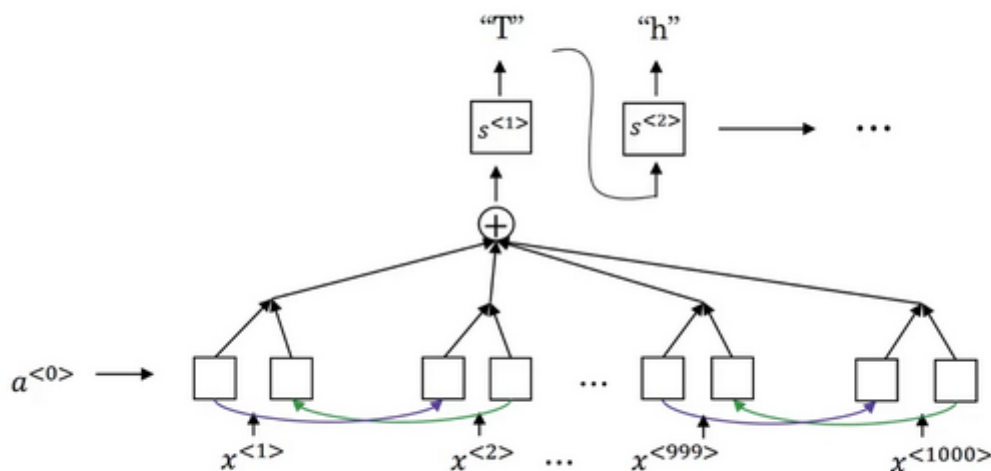 “T” “h”
s<1> s<2> ...
+
a<0> ...
x<1> x<2> ... x<999> x<1000>